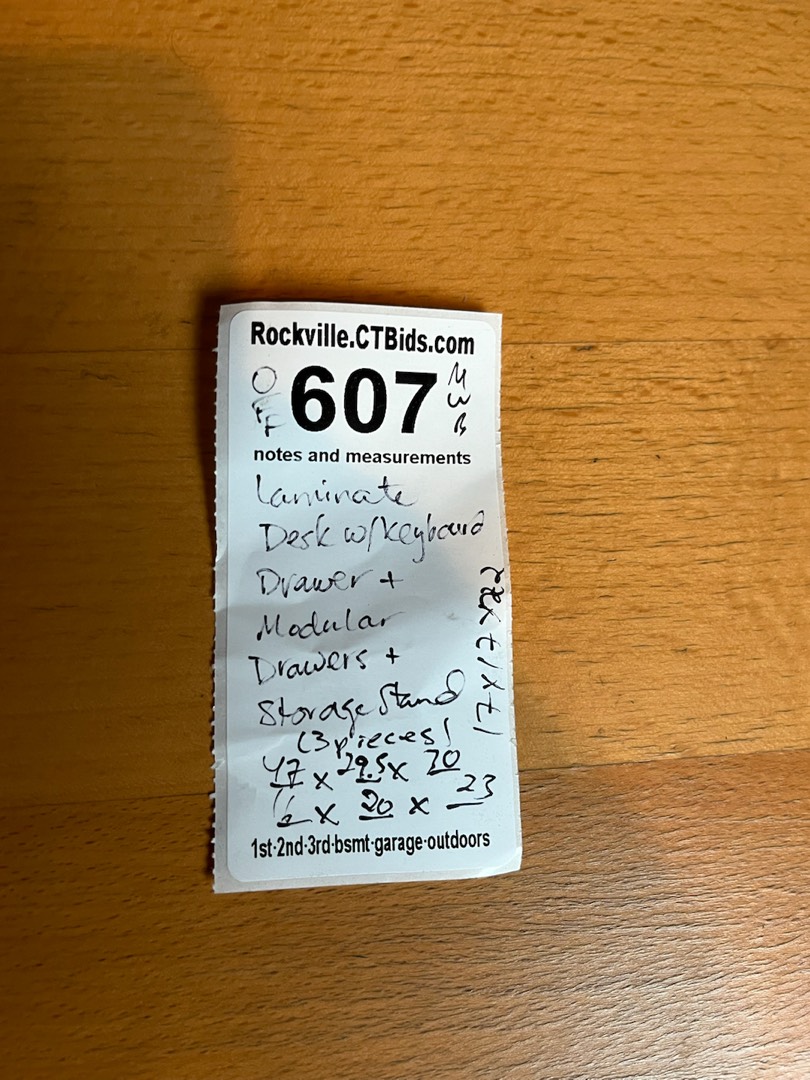 Rockville.CTBids.com
OFF 607 MWB
notes and measurements
Laminate
Desk w/keyboard
Drawer +
Modular
Drawers +
Storage Stand
(3 pieces)
47 x 29.5 x 30
16 x 20 x 23
1st·2nd·3rd·bsmt·garage·outdoors